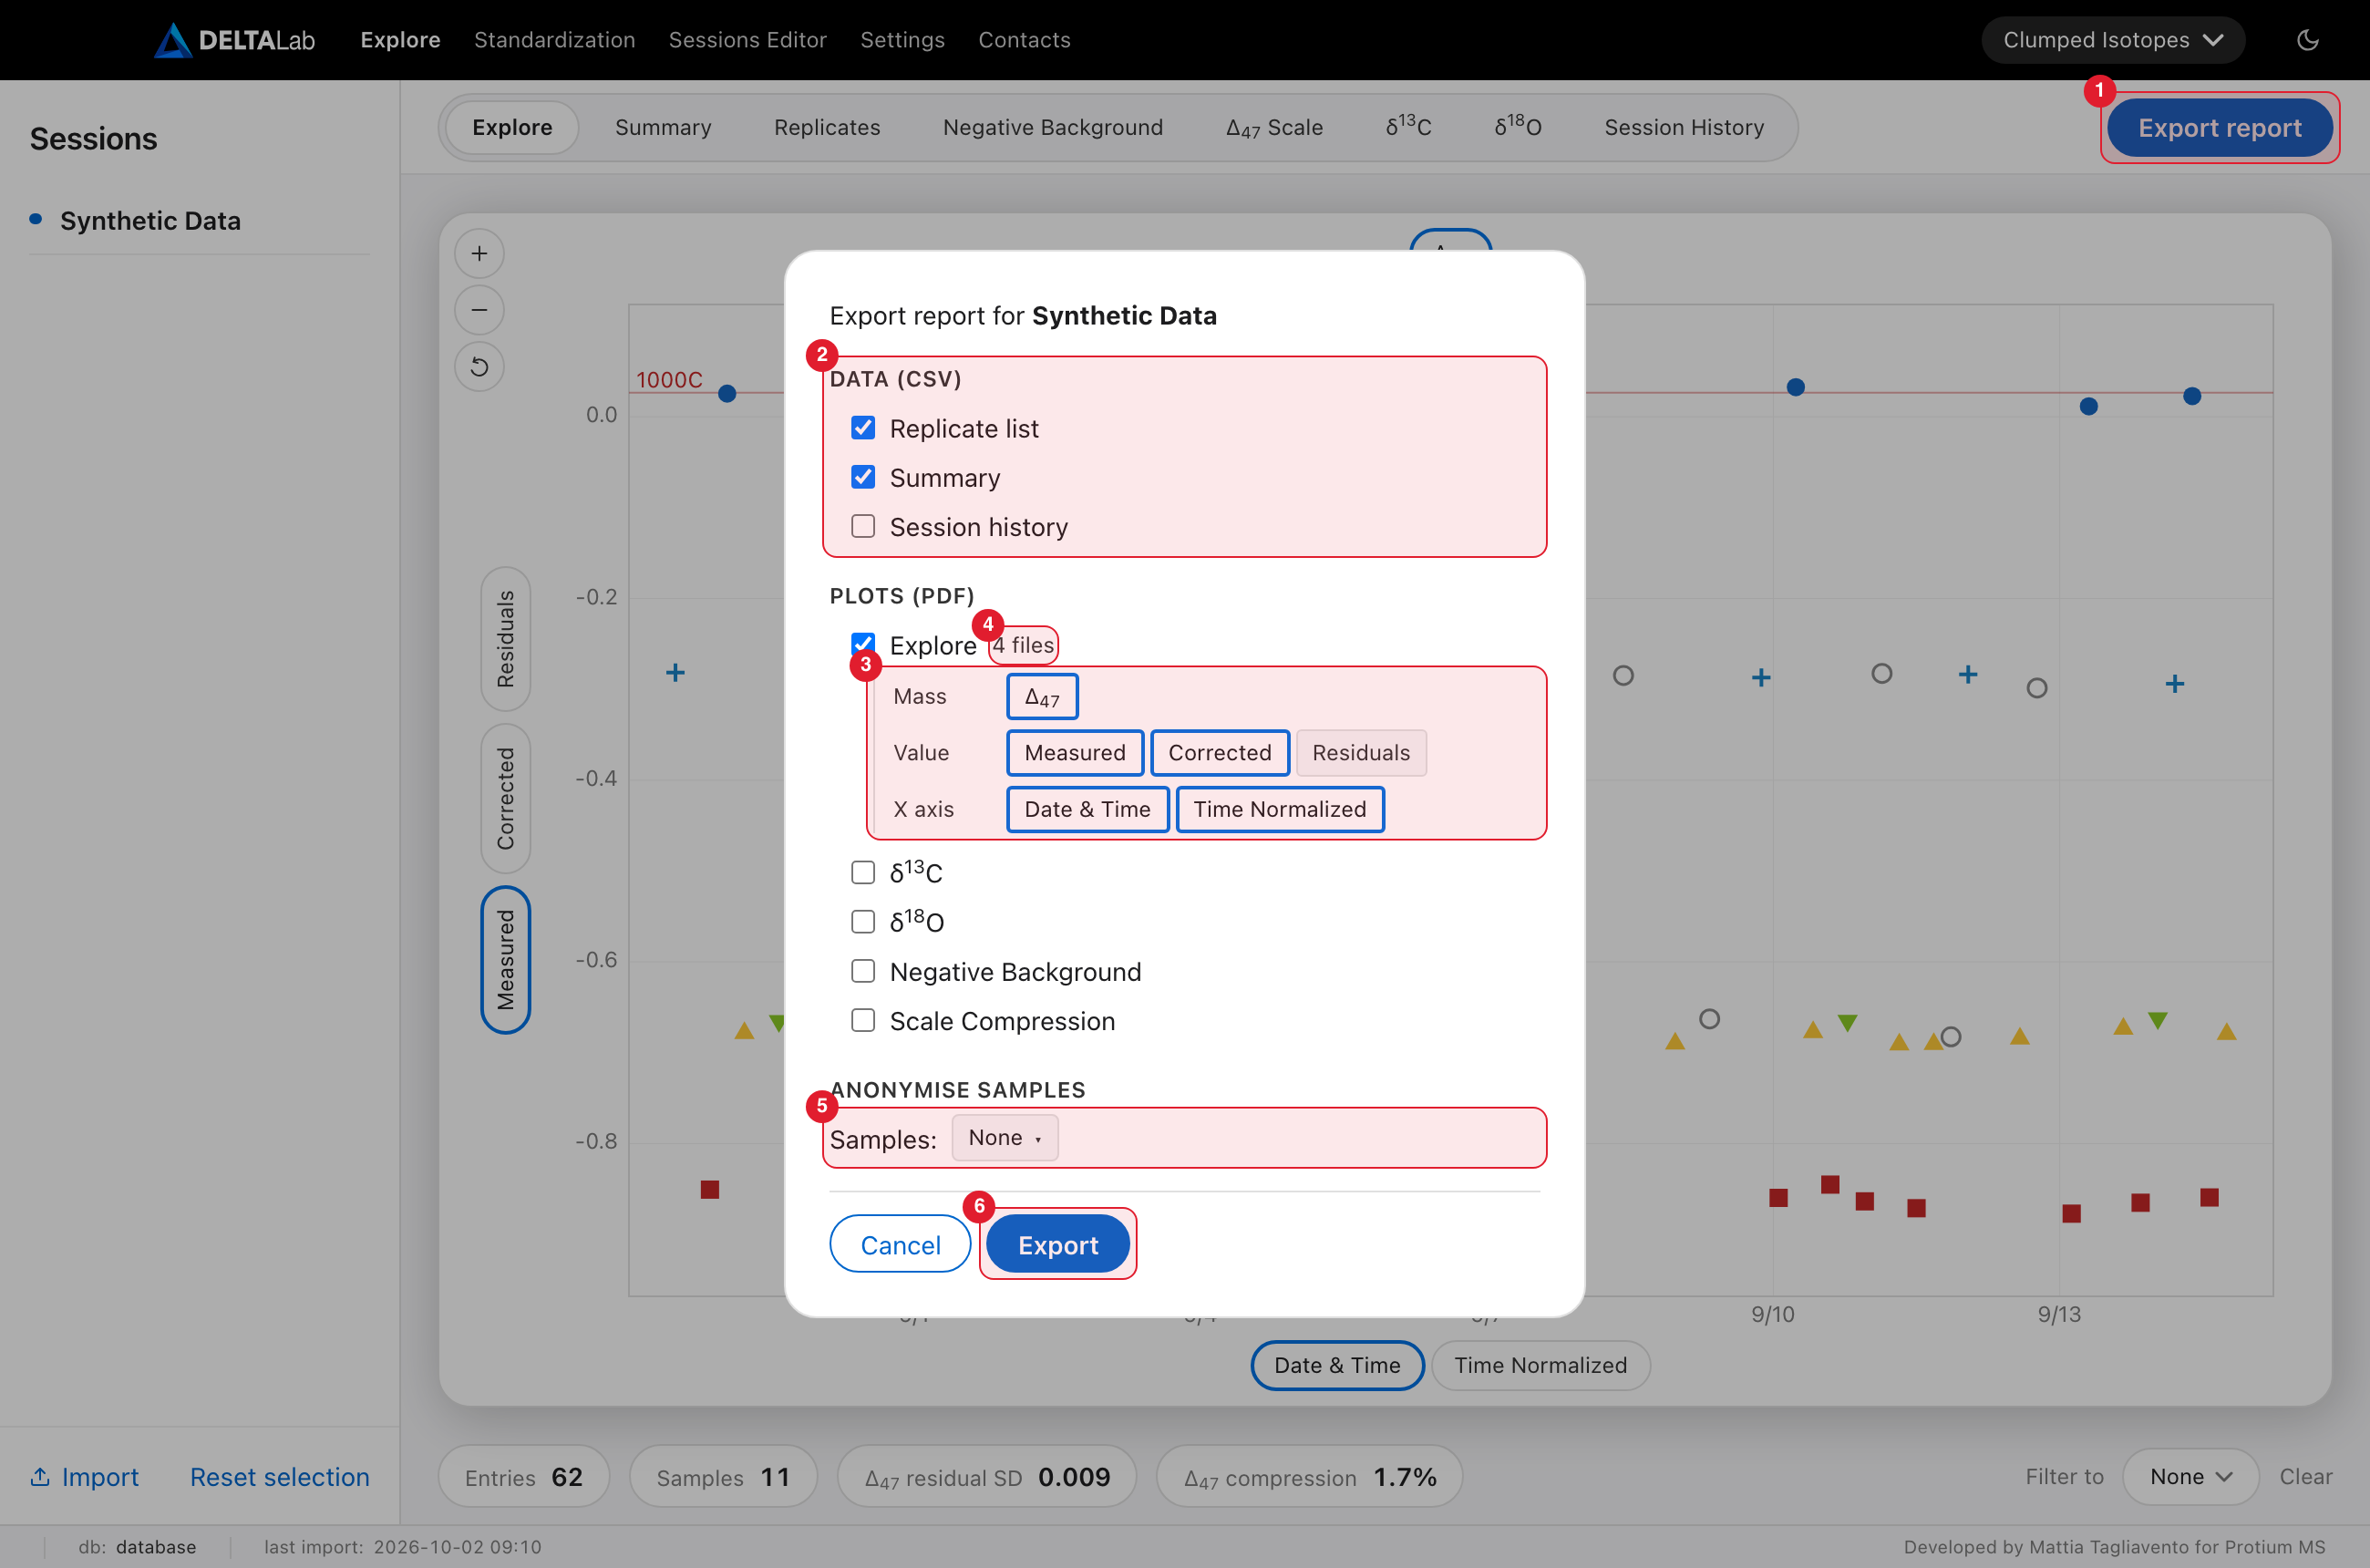 DELTALab Explore Standardization Sessions Editor Settings Contacts Clumped Isotopes
Sessions
Synthetic Data
Explore Summary Replicates Negative Background Δ47 Scale δ13C δ18O Session History
1
Export report
1000C
0.0
-0.2
-0.4
-0.6
-0.8
Residuals
Corrected
Measured
Export report for Synthetic Data
2
DATA (CSV)
Replicate list
Summary
Session history
PLOTS (PDF)
4
Explore 4 files
3
Mass Δ47
Value Measured Corrected Residuals
X axis Date & Time Time Normalized
δ13C
δ18O
Negative Background
Scale Compression
ANONYMISE SAMPLES
5
Samples: None
6
Cancel Export
9/10 9/13
Date & Time Time Normalized
Import Reset selection
Entries 62 Samples 11 Δ47 residual SD 0.009 Δ47 compression 1.7%
Filter to None Clear
db: database last import: 2026-10-02 09:10
Developed by Mattia Tagliavento for Protium MS